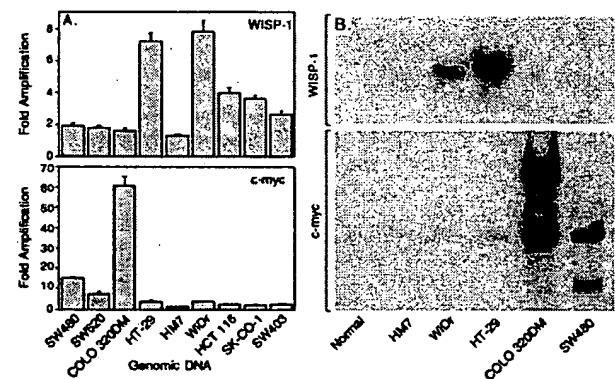 A.
WISP-1
Fold Amplification
8
6
4
2
0
c-myc
Fold Amplification
70
60
50
40
30
20
10
0
SW480
SW620
COLO 320DM
HT-29
HM7
WiDr
HCT 116
SK-CO-1
SW403
Genomic DNA
B.
WISP-1
c-myc
Normal
HM7
WiDr
HT-29
COLO 320DM
SW480